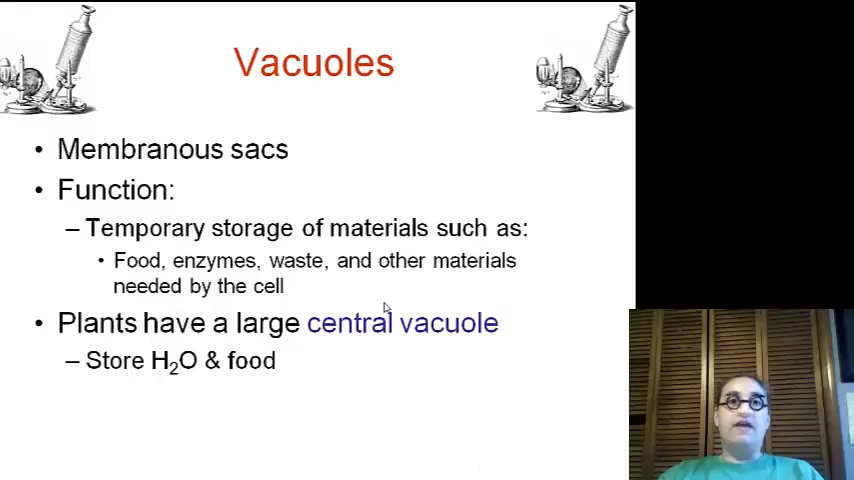 Vacuoles
• Membranous sacs
• Function:
– Temporary storage of materials such as:
• Food, enzymes, waste, and other materials
needed by the cell
• Plants have a large central vacuole
– Store H₂O & food